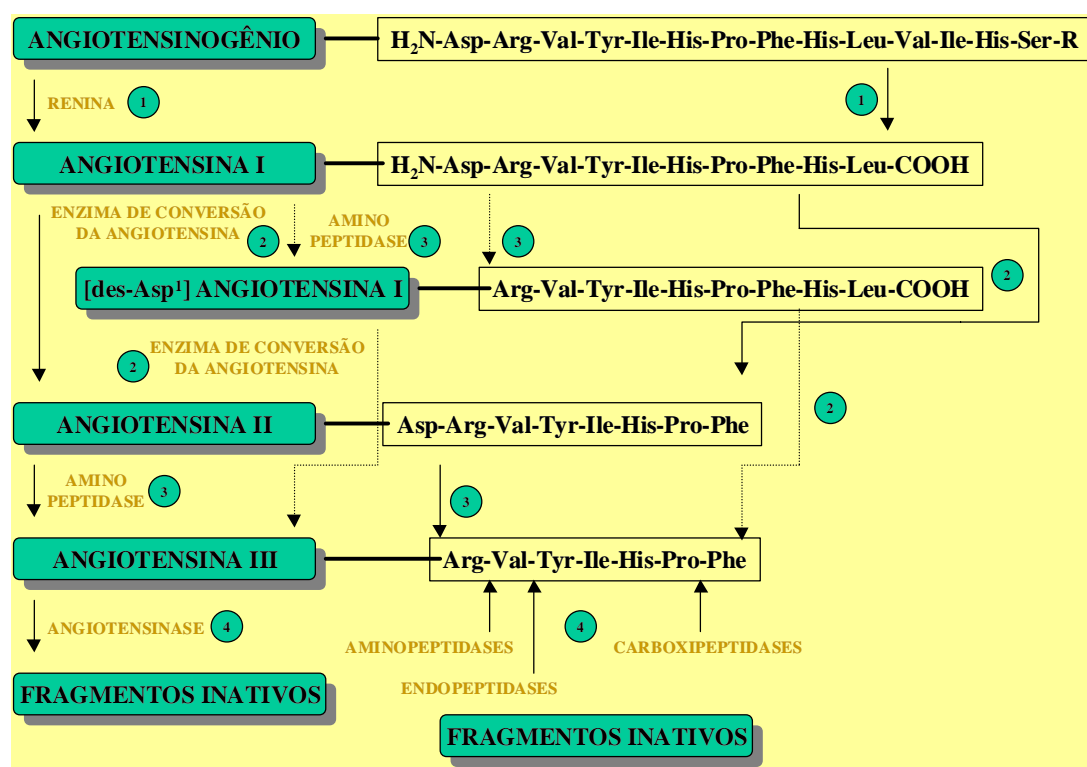 ANGIOTENSINOGÊNIO
H₂N-Asp-Arg-Val-Tyr-Ile-His-Pro-Phe-His-Leu-Val-Ile-His-Ser-R
RENINA
1
1
ANGIOTENSINA I
H₂N-Asp-Arg-Val-Tyr-Ile-His-Pro-Phe-His-Leu-COOH
ENZIMA DE CONVERSÃO
DA ANGIOTENSINA
2
AMINO
PEPTIDASE
3
3
[des-Asp¹] ANGIOTENSINA I
Arg-Val-Tyr-Ile-His-Pro-Phe-His-Leu-COOH
2
2
ENZIMA DE CONVERSÃO
DA ANGIOTENSINA
2
ANGIOTENSINA II
Asp-Arg-Val-Tyr-Ile-His-Pro-Phe
AMINO
PEPTIDASE
3
3
ANGIOTENSINA III
Arg-Val-Tyr-Ile-His-Pro-Phe
ANGIOTENSINASE
4
AMINOPEPTIDASES
4
CARBOXIPEPTIDASES
ENDOPEPTIDASES
FRAGMENTOS INATIVOS
FRAGMENTOS INATIVOS